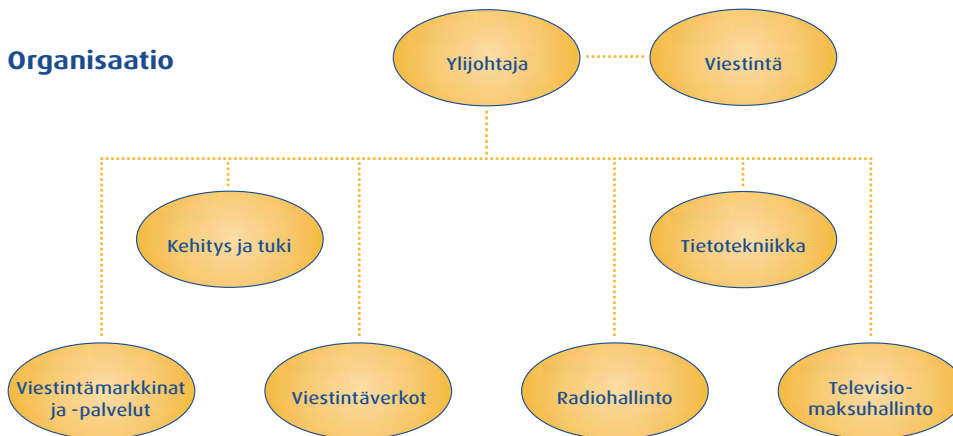 Organisaatio
Ylijohtaja
Viestintä
Kehitys ja tuki
Tietotekniikka
Viestintämarkkinat
ja -palvelut
Viestintäverkot
Radiohallinto
Televisio-
maksuhallinto